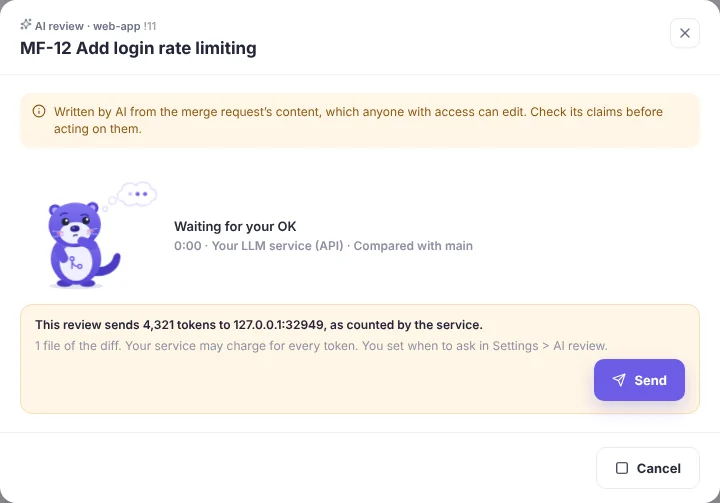 AI review · web-app !11
MF-12 Add login rate limiting
Written by AI from the merge request's content, which anyone with access can edit. Check its claims before
acting on them.
Waiting for your OK
0:00 · Your LLM service (API) · Compared with main
This review sends 4,321 tokens to 127.0.0.1:32949, as counted by the service.
1 file of the diff. Your service may charge for every token. You set when to ask in Settings > AI review.
Send
Cancel